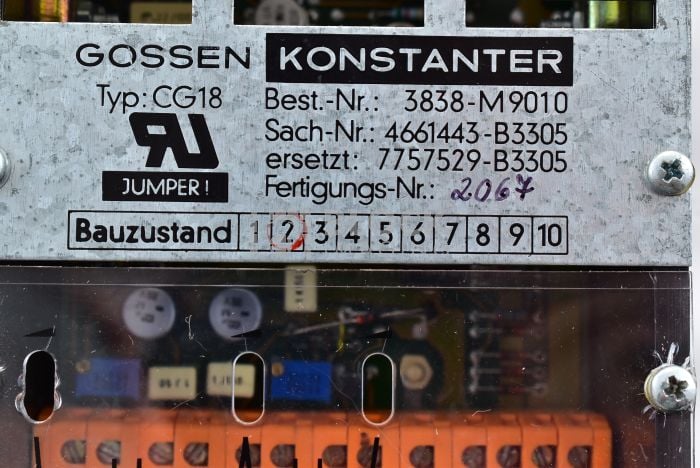 GOSSEN KONSTANTER
Typ: CG18 Best.-Nr.: 3838-M9010
Sach-Nr.: 4661443-B3305
JUMPER! ersetzt: 7757529-B3305
Fertigungs-Nr.: 2067
Bauzustand 1 2 3 4 5 6 7 8 9 10